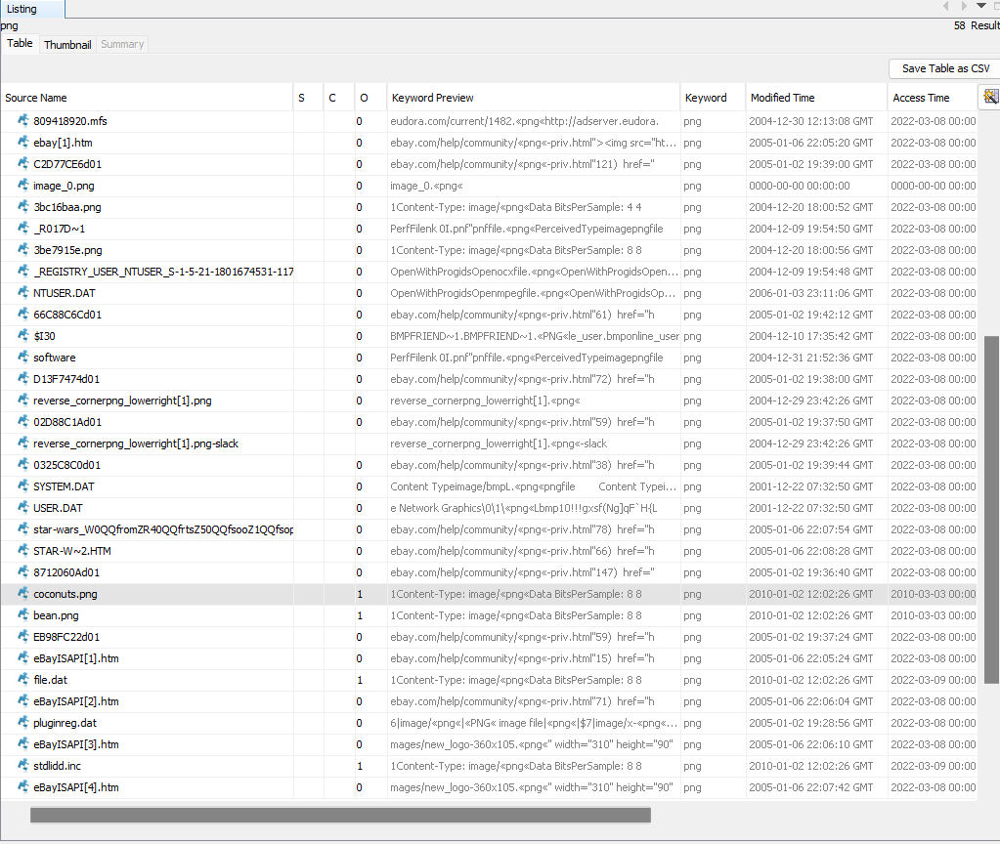 Listing
png 58 Result
Table Thumbnail Summary
Save Table as CSV
Source Name S C O Keyword Preview Keyword Modified Time Access Time
809418920.mfs 0 eudora.com/current/1482.«png«http://adserver.eudora. png 2004-12-30 12:13:08 GMT 2022-03-08 00:00
ebay[1].htm 0 ebay.com/help/community/«png«-priv.html"><img src="ht... png 2005-01-06 22:05:20 GMT 2022-03-08 00:00
C2D77CE6d01 0 ebay.com/help/community/«png«-priv.html"121) href=" png 2005-01-02 19:39:00 GMT 2022-03-08 00:00
image_0.png 0 image_0.«png« png 0000-00-00 00:00:00 0000-00-00 00:00
3bc16baa.png 0 1Content-Type: image/«png«Data BitsPerSample: 4 4 png 2004-12-20 18:00:52 GMT 2022-03-08 00:00
_R017D~1 0 PerfFilenk 0I.pnf"pnffile.«png«PerceivedTypeimagepngfile png 2004-12-09 19:54:50 GMT 2022-03-08 00:00
3be7915e.png 0 1Content-Type: image/«png«Data BitsPerSample: 8 8 png 2004-12-20 18:00:56 GMT 2022-03-08 00:00
_REGISTRY_USER_NTUSER_S-1-5-21-1801674531-117 0 OpenWithProgidsOpenocxfile.«png«OpenWithProgidsOpen... png 2004-12-09 19:54:48 GMT 2022-03-08 00:00
NTUSER.DAT 0 OpenWithProgidsOpenmpegfile.«png«OpenWithProgidsOp... png 2006-01-03 23:11:06 GMT 2022-03-08 00:00
66C88C6Cd01 0 ebay.com/help/community/«png«-priv.html"61) href="h png 2005-01-02 19:42:12 GMT 2022-03-08 00:00
$I30 0 BMPFRIEND~1.BMPFRIEND~1.«PNG«le_user.bmponline_user png 2004-12-10 17:35:42 GMT 2022-03-08 00:00
software 0 PerfFilenk 0I.pnf"pnffile.«png«PerceivedTypeimagepngfile png 2004-12-31 21:52:36 GMT 2022-03-08 00:00
D13F7474d01 0 ebay.com/help/community/«png«-priv.html"72) href="h png 2005-01-02 19:38:00 GMT 2022-03-08 00:00
reverse_cornerpng_lowerright[1].png 0 reverse_cornerpng_lowerright[1].«png« png 2004-12-29 23:42:26 GMT 2022-03-08 00:00
02D88C1Ad01 0 ebay.com/help/community/«png«-priv.html"59) href="h png 2005-01-02 19:37:50 GMT 2022-03-08 00:00
reverse_cornerpng_lowerright[1].png-slack reverse_cornerpng_lowerright[1].«png«-slack png 2004-12-29 23:42:26 GMT 2022-03-08 00:00
0325C8C0d01 0 ebay.com/help/community/«png«-priv.html"38) href="h png 2005-01-02 19:39:44 GMT 2022-03-08 00:00
SYSTEM.DAT 0 Content Typeimage/bmpL.«png«pngfile Content Typei... png 2001-12-22 07:32:50 GMT 2022-03-08 00:00
USER.DAT 0 e Network Graphics\0\1\«png«Lbmp10!!!gxsf(Ng]qF`H{L png 2001-12-22 07:32:50 GMT 2022-03-08 00:00
star-wars_W0QQfromZR40QQfrtsZ50QQfsooZ1QQfsop 0 ebay.com/help/community/«png«-priv.html"78) href="h png 2005-01-06 22:07:54 GMT 2022-03-08 00:00
STAR-W~2.HTM 0 ebay.com/help/community/«png«-priv.html"66) href="h png 2005-01-06 22:08:28 GMT 2022-03-08 00:00
8712060Ad01 0 ebay.com/help/community/«png«-priv.html"147) href=" png 2005-01-02 19:36:40 GMT 2022-03-08 00:00
coconuts.png 1 1Content-Type: image/«png«Data BitsPerSample: 8 8 png 2010-01-02 12:02:26 GMT 2010-03-03 00:00
bean.png 1 1Content-Type: image/«png«Data BitsPerSample: 8 8 png 2010-01-02 12:02:26 GMT 2010-03-03 00:00
EB98FC22d01 0 ebay.com/help/community/«png«-priv.html"59) href="h png 2005-01-02 19:37:24 GMT 2022-03-08 00:00
eBayISAPI[1].htm 0 ebay.com/help/community/«png«-priv.html"15) href="h png 2005-01-06 22:05:24 GMT 2022-03-08 00:00
file.dat 1 1Content-Type: image/«png«Data BitsPerSample: 8 8 png 2010-01-02 12:02:26 GMT 2022-03-09 00:00
eBayISAPI[2].htm 0 ebay.com/help/community/«png«-priv.html"71) href="h png 2005-01-06 22:06:04 GMT 2022-03-08 00:00
pluginreg.dat 0 6|image/«png«|«PNG« image file|«png«|$7|image/x-«png«... png 2005-01-02 19:28:56 GMT 2022-03-08 00:00
eBayISAPI[3].htm 0 mages/new_logo-360x105.«png«" width="310" height="90" png 2005-01-06 22:06:10 GMT 2022-03-08 00:00
stdlidd.inc 1 1Content-Type: image/«png«Data BitsPerSample: 8 8 png 2010-01-02 12:02:26 GMT 2022-03-08 00:00
eBayISAPI[4].htm 0 mages/new_logo-360x105.«png«" width="310" height="90" png 2005-01-06 22:07:42 GMT 2022-03-08 00:00